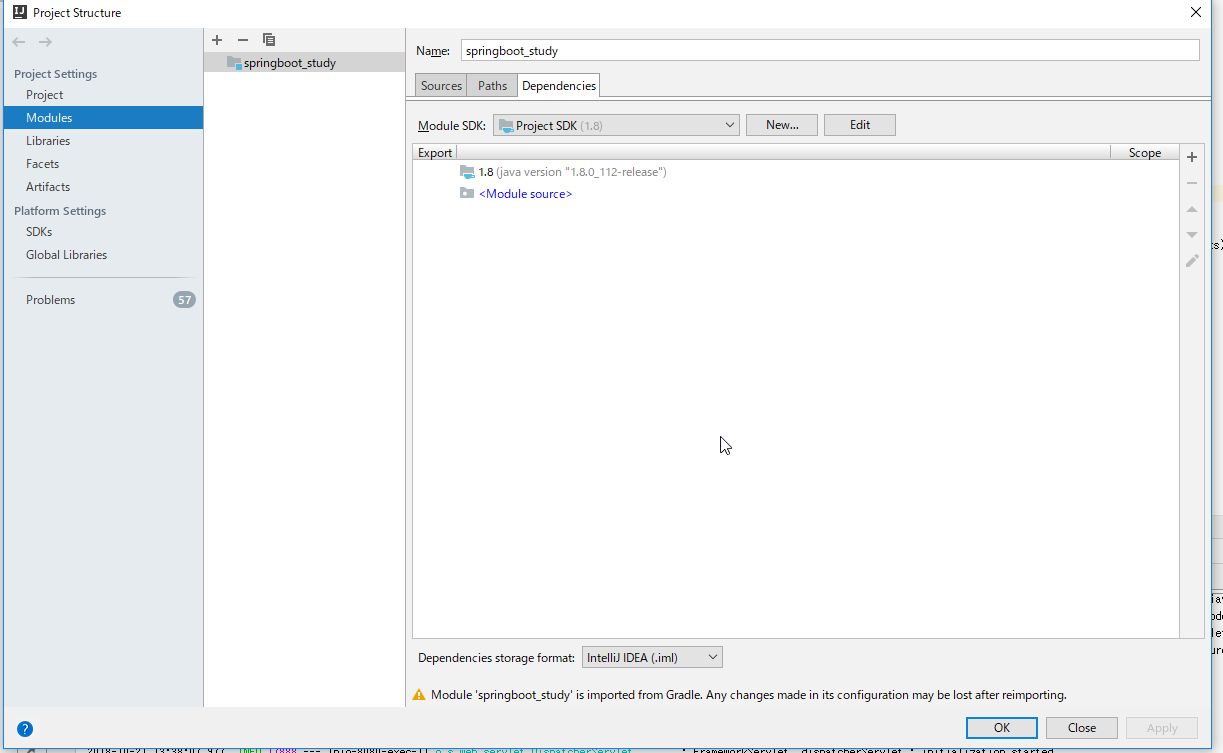 Project Structure
Project Settings
Project
Modules
Libraries
Facets
Artifacts
Platform Settings
SDKs
Global Libraries
Problems 57
springboot_study
Name: springboot_study
Sources Paths Dependencies
Module SDK: Project SDK (1.8) New... Edit
Export Scope
1.8 (java version "1.8.0_112-release")
<Module source>
Dependencies storage format: IntelliJ IDEA (.iml)
Module 'springboot_study' is imported from Gradle. Any changes made in its configuration may be lost after reimporting.
? OK Close Apply